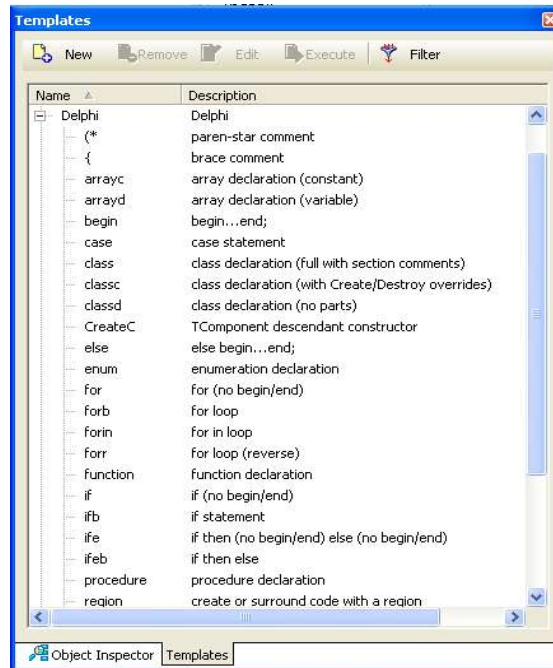 Templates
New Remove Edit Execute Filter
Name Description
Delphi Delphi
(* paren-star comment
{ brace comment
arrayc array declaration (constant)
arrayd array declaration (variable)
begin begin...end;
case case statement
class class declaration (full with section comments)
classc class declaration (with Create/Destroy overrides)
classd class declaration (no parts)
CreateC TComponent descendant constructor
else else begin...end;
enum enumeration declaration
for for (no begin/end)
forb for loop
forin for in loop
forr for loop (reverse)
function function declaration
if if (no begin/end)
ifb if statement
ife if then (no begin/end) else (no begin/end)
ifeb if then else
procedure procedure declaration
region create or surround code with a region
Object Inspector Templates